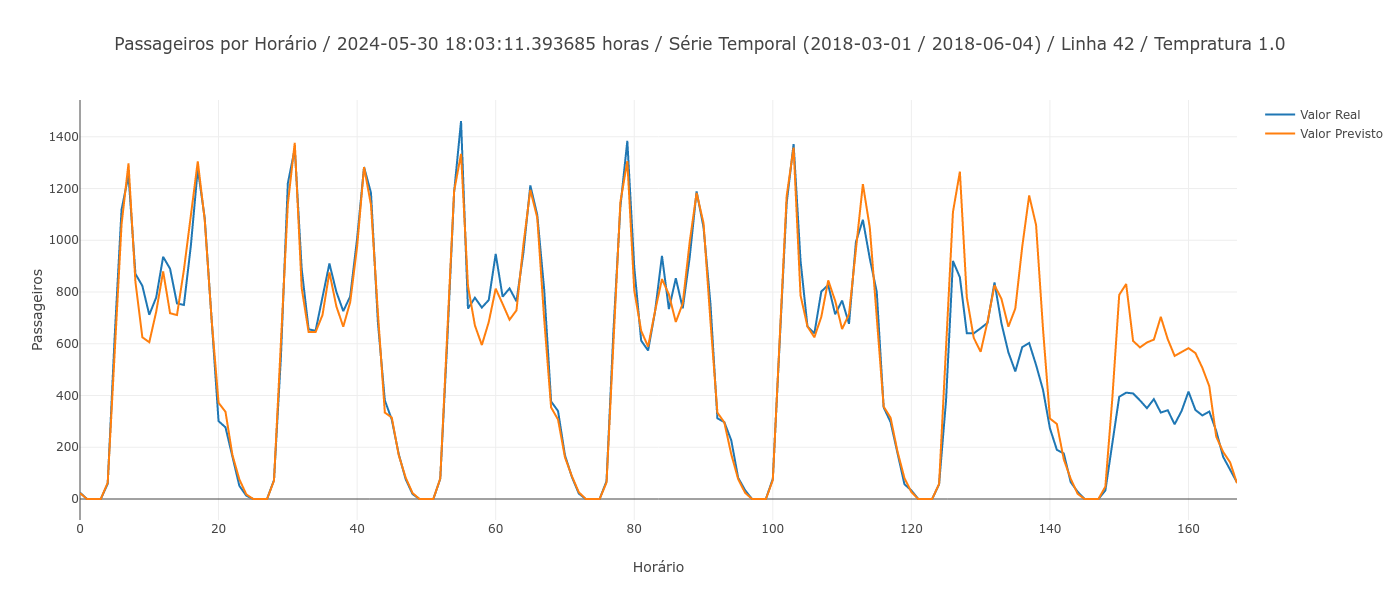 Passageiros por Horário / 2024-05-30 18:03:11.393685 horas / Série Temporal (2018-03-01 / 2018-06-04) / Linha 42 / Tempratura 1.0
Valor Real
Valor Previsto
Passageiros
1400
1200
1000
800
600
400
200
0
0 20 40 60 80 100 120 140 160
Horário